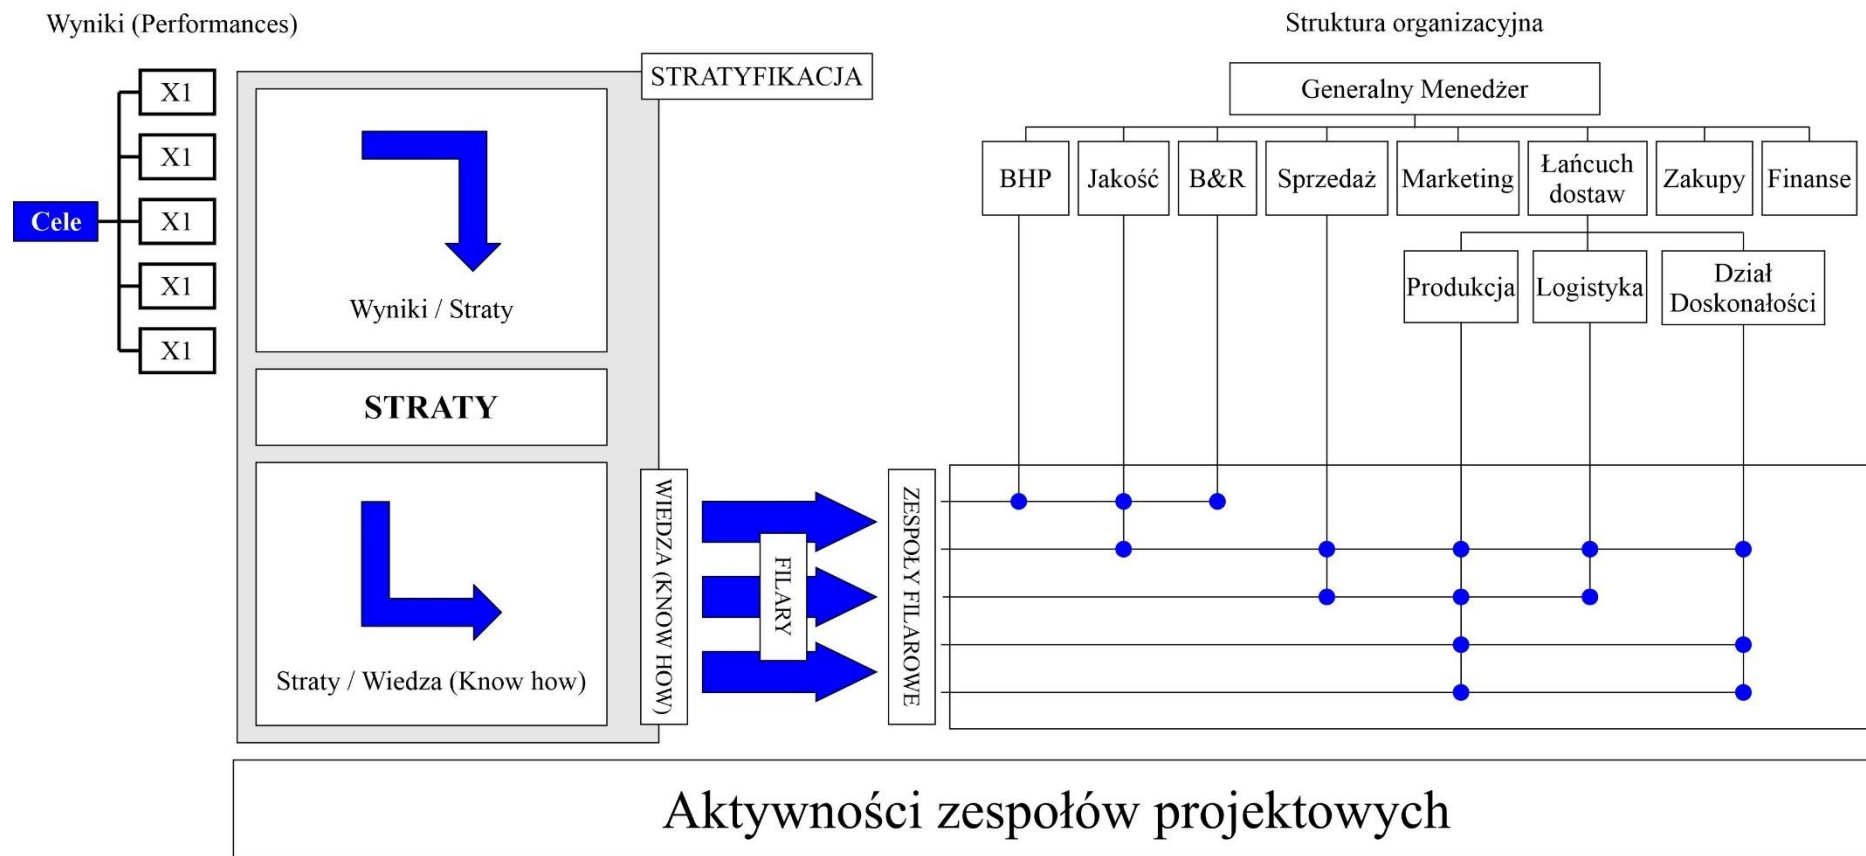 Wyniki (Performances)
Struktura organizacyjna
STRATYFIKACJA
Generalny Menedżer
X1
X1
X1
X1
X1
Cele
Wyniki / Straty
STRATY
Straty / Wiedza (Know how)
BHP
Jakość
B&R
Sprzedaż
Marketing
Łańcuch
dostaw
Zakupy
Finanse
Produkcja
Logistyka
Dział
Doskonałości
WIEDZA (KNOW HOW)
FILARY
ZESPOŁY FILAROWE
Aktywności zespołów projektowych